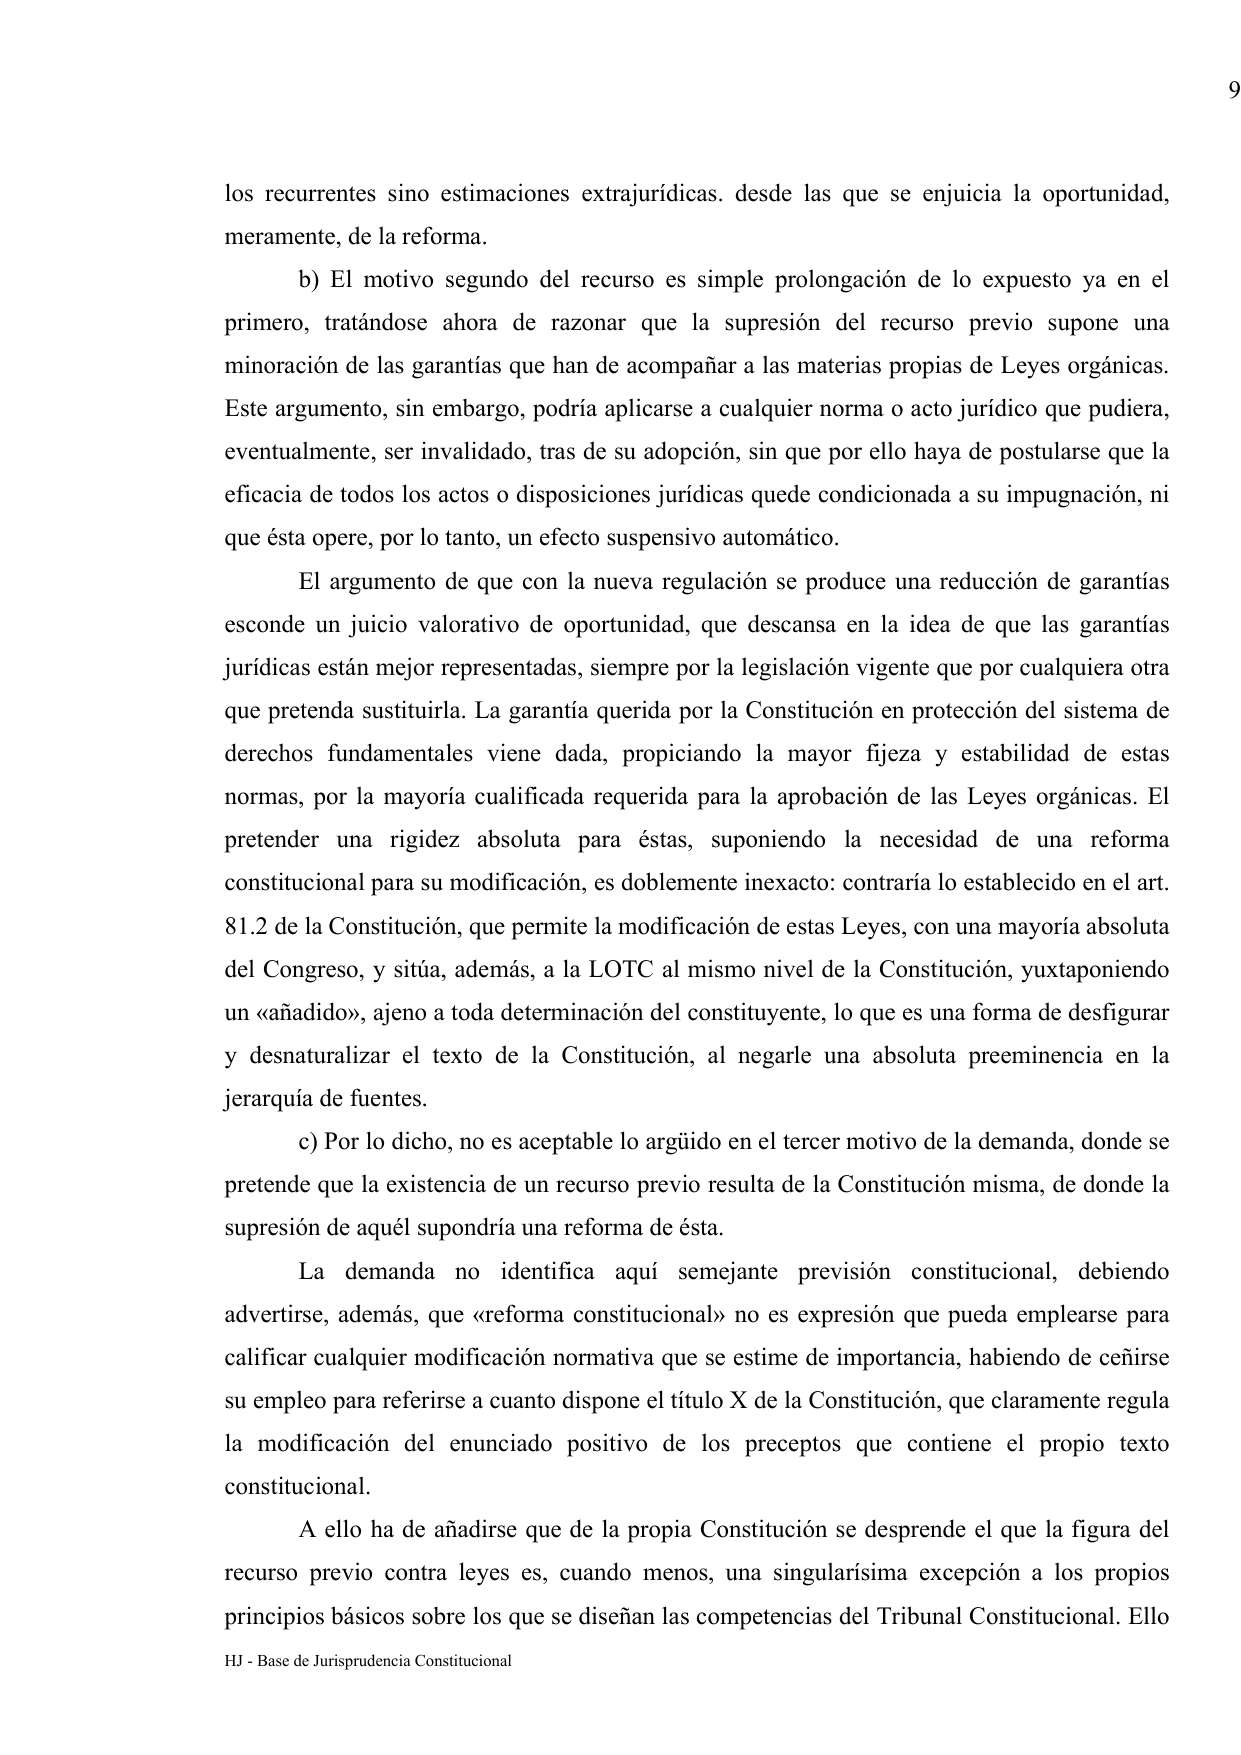 9
los recurrentes sino estimaciones extrajurídicas. desde las que se enjuicia la oportunidad,
meramente, de la reforma.
b) El motivo segundo del recurso es simple prolongación de lo expuesto ya en el
primero, tratándose ahora de razonar que la supresión del recurso previo supone una
minoración de las garantías que han de acompañar a las materias propias de Leyes orgánicas.
Este argumento, sin embargo, podría aplicarse a cualquier norma o acto jurídico que pudiera,
eventualmente, ser invalidado, tras de su adopción, sin que por ello haya de postularse que la
eficacia de todos los actos o disposiciones jurídicas quede condicionada a su impugnación, ni
que ésta opere, por lo tanto, un efecto suspensivo automático.
El argumento de que con la nueva regulación se produce una reducción de garantías
esconde un juicio valorativo de oportunidad, que descansa en la idea de que las garantías
jurídicas están mejor representadas, siempre por la legislación vigente que por cualquiera otra
que pretenda sustituirla. La garantía querida por la Constitución en protección del sistema de
derechos fundamentales viene dada, propiciando la mayor fijeza y estabilidad de estas
normas, por la mayoría cualificada requerida para la aprobación de las Leyes orgánicas. El
pretender una rigidez absoluta para éstas, suponiendo la necesidad de una reforma
constitucional para su modificación, es doblemente inexacto: contraría lo establecido en el art.
81.2 de la Constitución, que permite la modificación de estas Leyes, con una mayoría absoluta
del Congreso, y sitúa, además, a la LOTC al mismo nivel de la Constitución, yuxtaponiendo
un «añadido», ajeno a toda determinación del constituyente, lo que es una forma de desfigurar
y desnaturalizar el texto de la Constitución, al negarle una absoluta preeminencia en la
jerarquía de fuentes.
c) Por lo dicho, no es aceptable lo argüido en el tercer motivo de la demanda, donde se
pretende que la existencia de un recurso previo resulta de la Constitución misma, de donde la
supresión de aquél supondría una reforma de ésta.
La demanda no identifica aquí semejante previsión constitucional, debiendo
advertirse, además, que «reforma constitucional» no es expresión que pueda emplearse para
calificar cualquier modificación normativa que se estime de importancia, habiendo de ceñirse
su empleo para referirse a cuanto dispone el título X de la Constitución, que claramente regula
la modificación del enunciado positivo de los preceptos que contiene el propio texto
constitucional.
A ello ha de añadirse que de la propia Constitución se desprende el que la figura del
recurso previo contra leyes es, cuando menos, una singularísima excepción a los propios
principios básicos sobre los que se diseñan las competencias del Tribunal Constitucional. Ello
HJ - Base de Jurisprudencia Constitucional